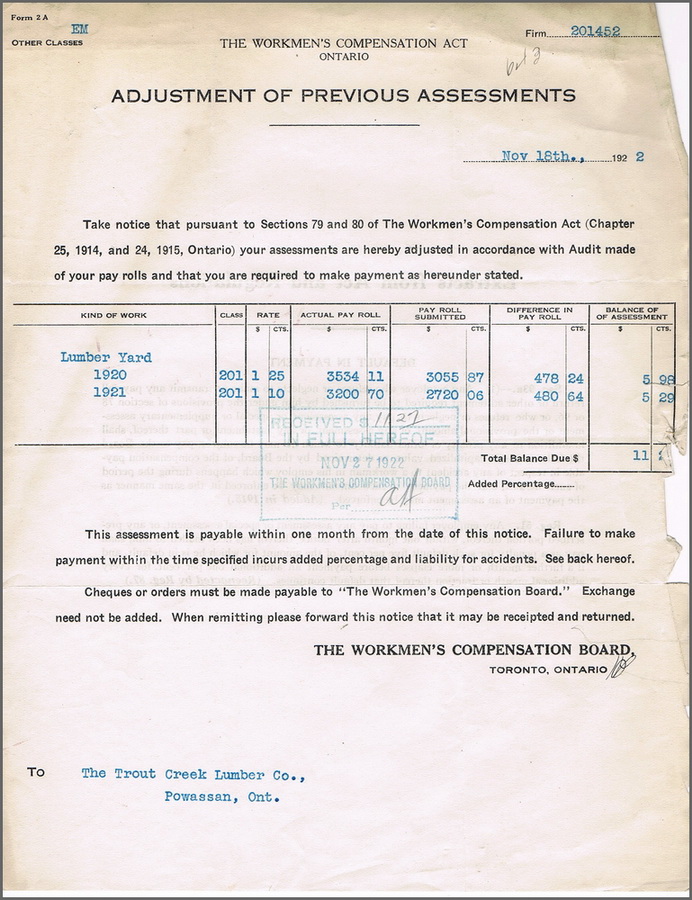 Form 2 A
EM
OTHER CLASSES
Firm 201452
THE WORKMEN'S COMPENSATION ACT
ONTARIO
ADJUSTMENT OF PREVIOUS ASSESSMENTS
Nov 18th., 192 2
Take notice that pursuant to Sections 79 and 80 of The Workmen's Compensation Act (Chapter
25, 1914, and 24, 1915, Ontario) your assessments are hereby adjusted in accordance with Audit made
of your pay rolls and that you are required to make payment as hereunder stated.
KIND OF WORK CLASS RATE ACTUAL PAY ROLL PAY ROLL SUBMITTED DIFFERENCE IN PAY ROLL BALANCE OF OF ASSESSMENT
$ CTS. $ CTS. $ CTS. $ CTS. $ CTS.
Lumber Yard
1920 201 1 25 3534 11 3055 87 478 24 5 98
1921 201 1 10 3200 70 2720 06 480 64 5 29
RECEIVED $ 11.27
IN FULL HEREOF
NOV 27 1922
THE WORKMEN'S COMPENSATION BOARD
Per
Total Balance Due $ 11
Added Percentage
This assessment is payable within one month from the date of this notice. Failure to make
payment within the time specified incurs added percentage and liability for accidents. See back hereof.
Cheques or orders must be made payable to "The Workmen's Compensation Board." Exchange
need not be added. When remitting please forward this notice that it may be receipted and returned.
THE WORKMEN'S COMPENSATION BOARD,
TORONTO, ONTARIO
To The Trout Creek Lumber Co.,
Powassan, Ont.